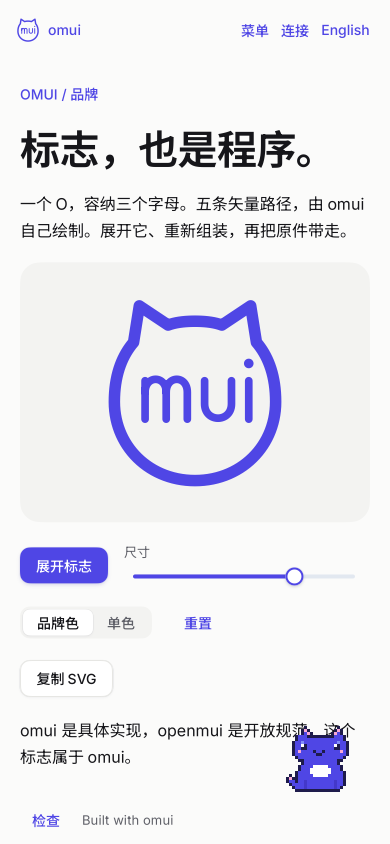 omui
菜单 连接 English
OMUI / 品牌
标志，也是程序。
一个 O，容纳三个字母。五条矢量路径，由 omui
自己绘制。展开它、重新组装，再把原件带走。
mui
展开标志
尺寸
品牌色 单色 重置
复制 SVG
omui 是具体实现，openmui 是开放规范。这个
标志属于 omui。
检查 Built with omui